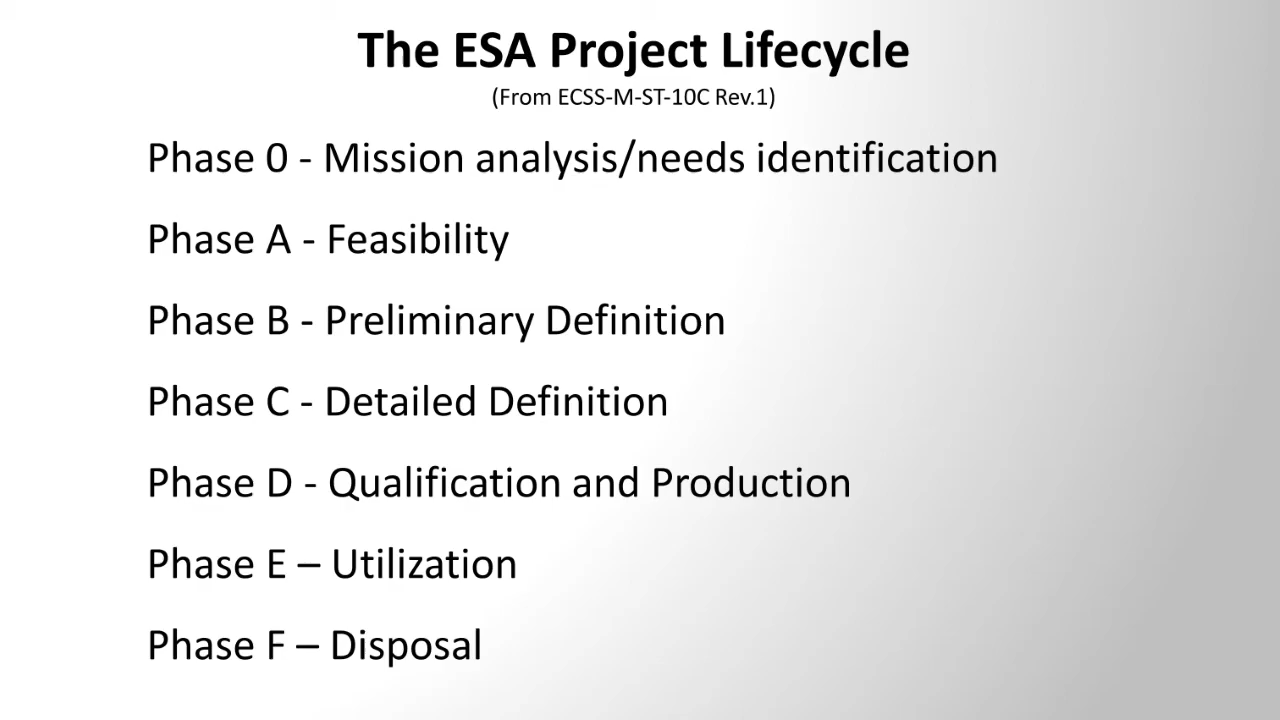 The ESA Project Lifecycle
(From ECSS-M-ST-10C Rev.1)
Phase 0 - Mission analysis/needs identification
Phase A - Feasibility
Phase B - Preliminary Definition
Phase C - Detailed Definition
Phase D - Qualification and Production
Phase E – Utilization
Phase F – Disposal